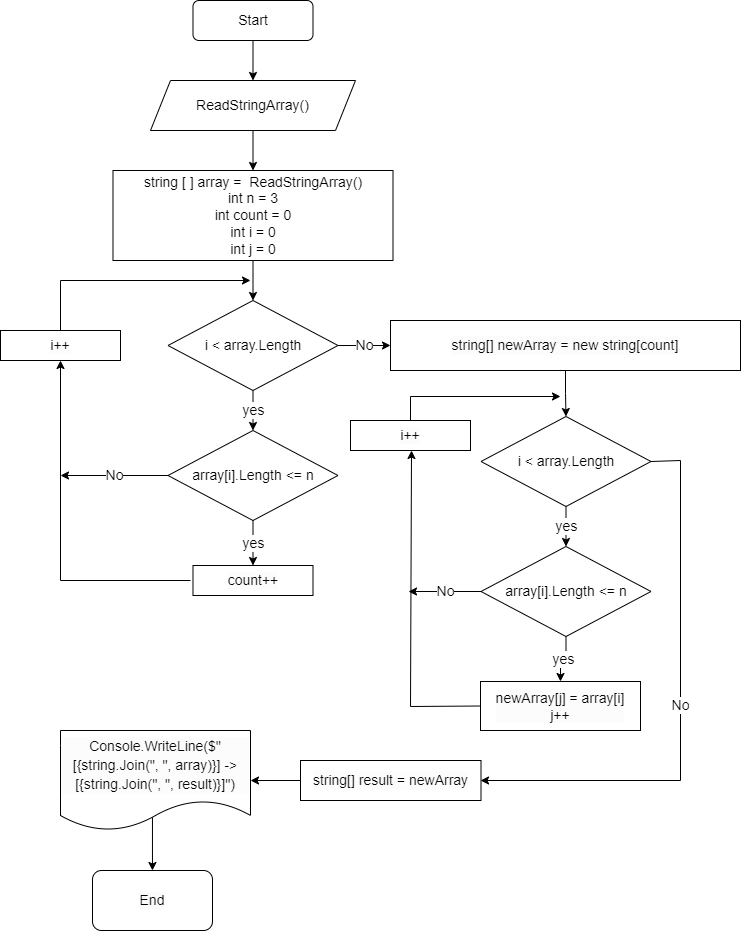 Start
ReadStringArray()
string [ ] array =  ReadStringArray()
int n = 3
int count = 0
int i = 0
int j = 0
i++
i < array.Length
No
string[] newArray = new string[count]
yes
i++
i < array.Length
No
array[i].Length <= n
yes
yes
count++
No
array[i].Length <= n
yes
newArray[j] = array[i]
j++
No
Console.WriteLine($"
[{string.Join(", ", array)}] ->
[{string.Join(", ", result)}]")
string[] result = newArray
End